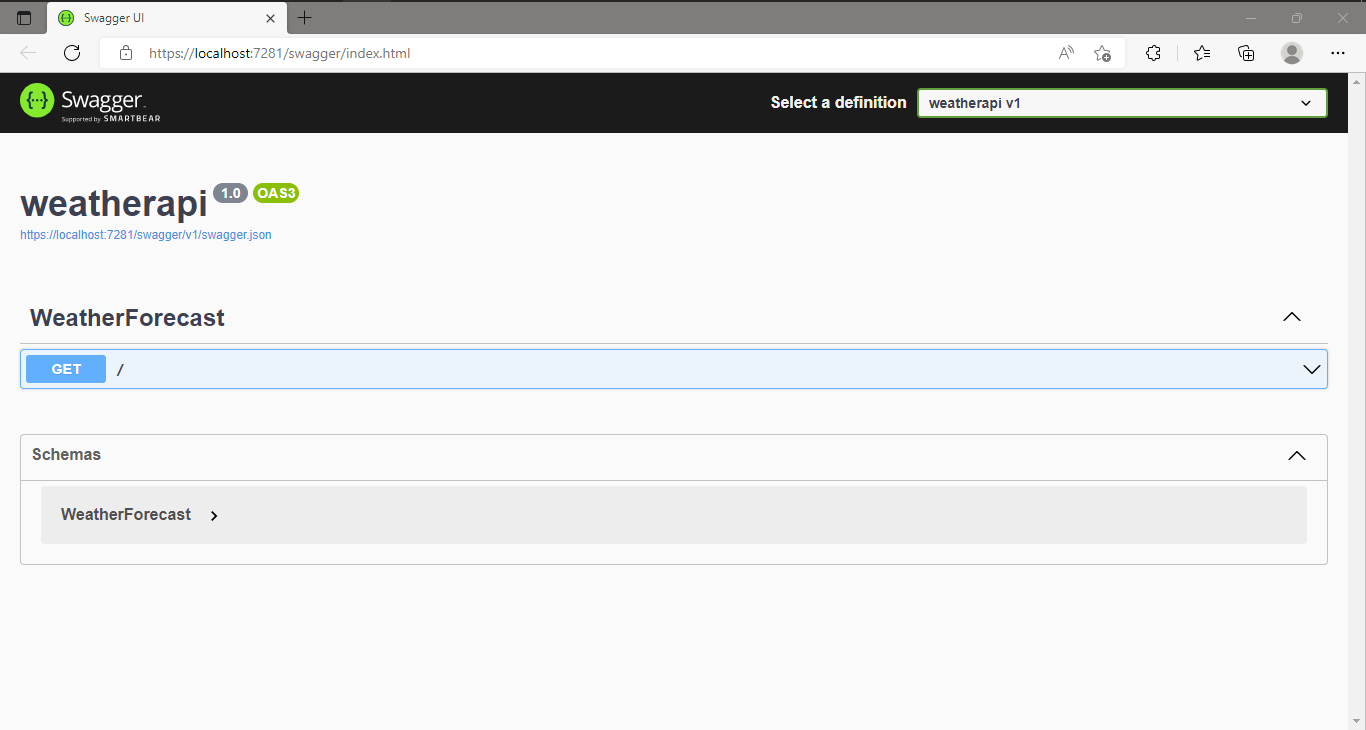 Swagger UI
https://localhost:7281/swagger/index.html
Swagger.
Supported by SMARTBEAR
Select a definition
weatherapi v1
weatherapi 1.0 OAS3
https://localhost:7281/swagger/v1/swagger.json
WeatherForecast
GET /
Schemas
WeatherForecast